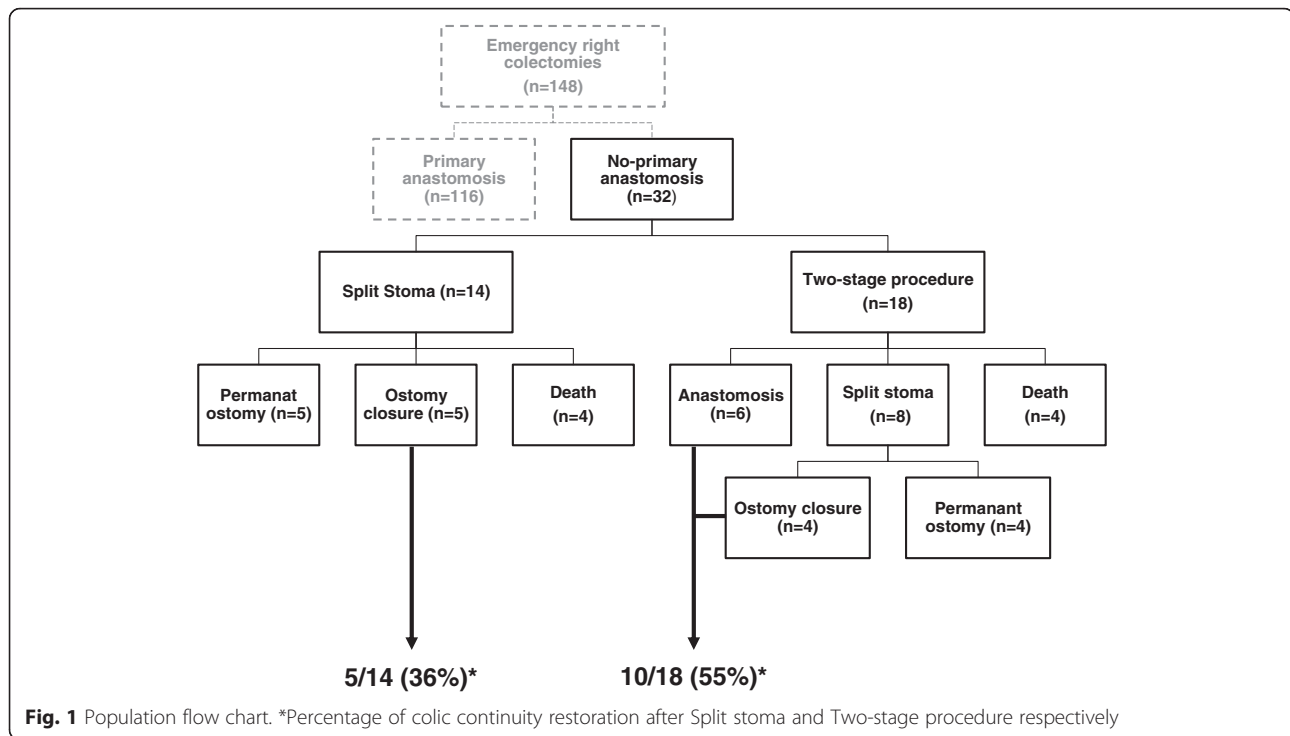 Emergency right
colectomies
(n=148)
Primary
anastomosis
(n=116)
No-primary
anastomosis
(n=32)
Split Stoma (n=14)
Two-stage procedure
(n=18)
Permanat
ostomy (n=5)
Ostomy
closure (n=5)
Death
(n=4)
Anastomosis
(n=6)
Split stoma
(n=8)
Death
(n=4)
Ostomy closure
(n=4)
Permanant
ostomy (n=4)
5/14 (36%)*
10/18 (55%)*
Fig. 1 Population flow chart. *Percentage of colic continuity restoration after Split stoma and Two-stage procedure respectively